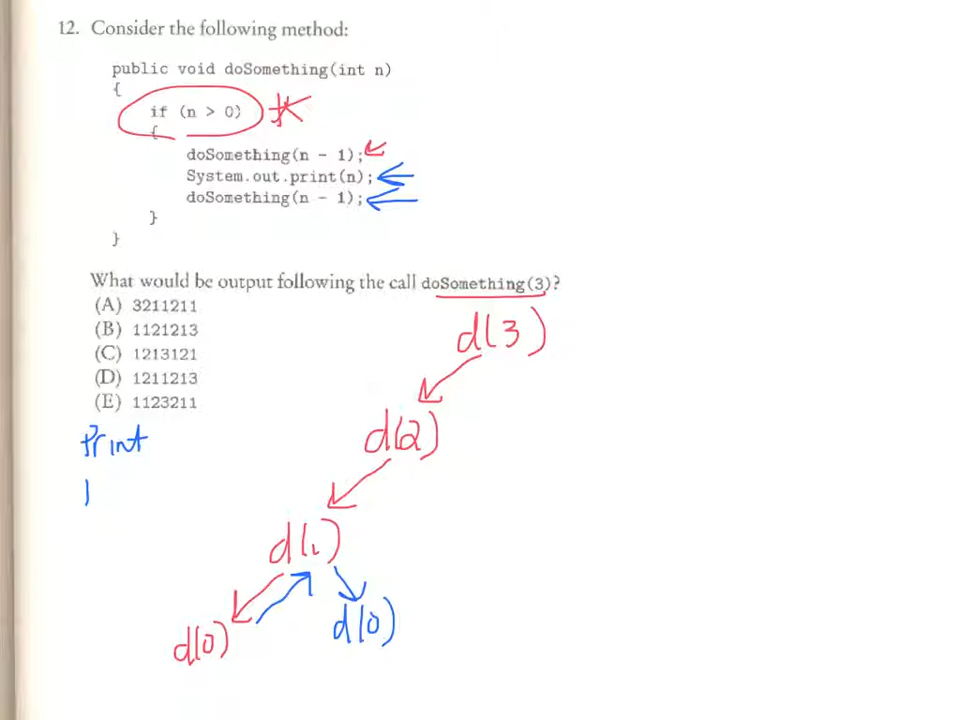 12. Consider the following method:
public void doSomething(int n)
{
if (n > 0)
{
doSomething(n - 1);
System.out.print(n);
doSomething(n - 1);
}
}
What would be output following the call doSomething(3)?
(A) 3211211
(B) 1121213
(C) 1213121
(D) 1211213
(E) 1123211
d(3)
d(2)
Print
1
d(1)
d(0) d(0)